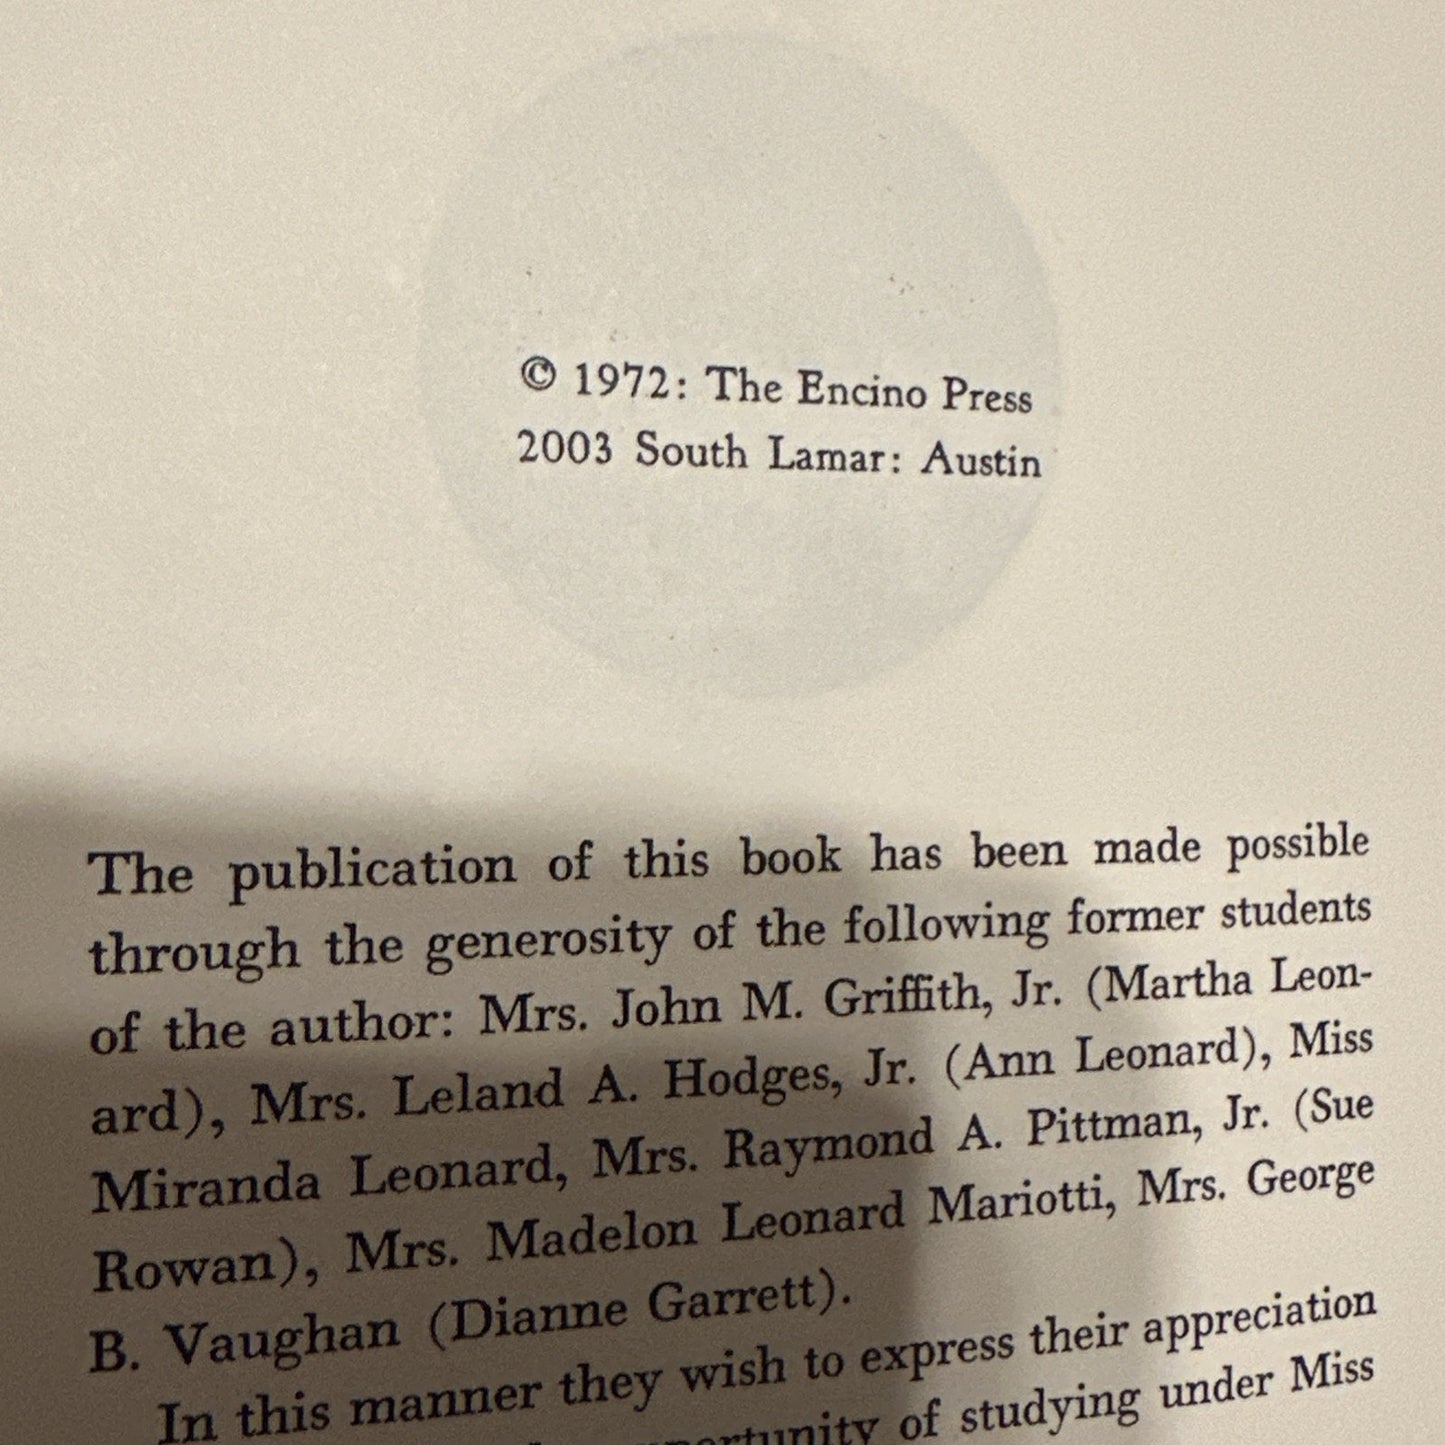 © 1972: The Encino Press
2003 South Lamar: Austin
The publication of this book has been made possible
through the generosity of the following former students
of the author: Mrs. John M. Griffith, Jr. (Martha Leon-
ard), Mrs. Leland A. Hodges, Jr. (Ann Leonard), Miss
Miranda Leonard, Mrs. Raymond A. Pittman, Jr. (Sue
Rowan), Mrs. Madelon Leonard Mariotti, Mrs. George
B. Vaughan (Dianne Garrett).
In this manner they wish to express their appreciation
of studying under Miss